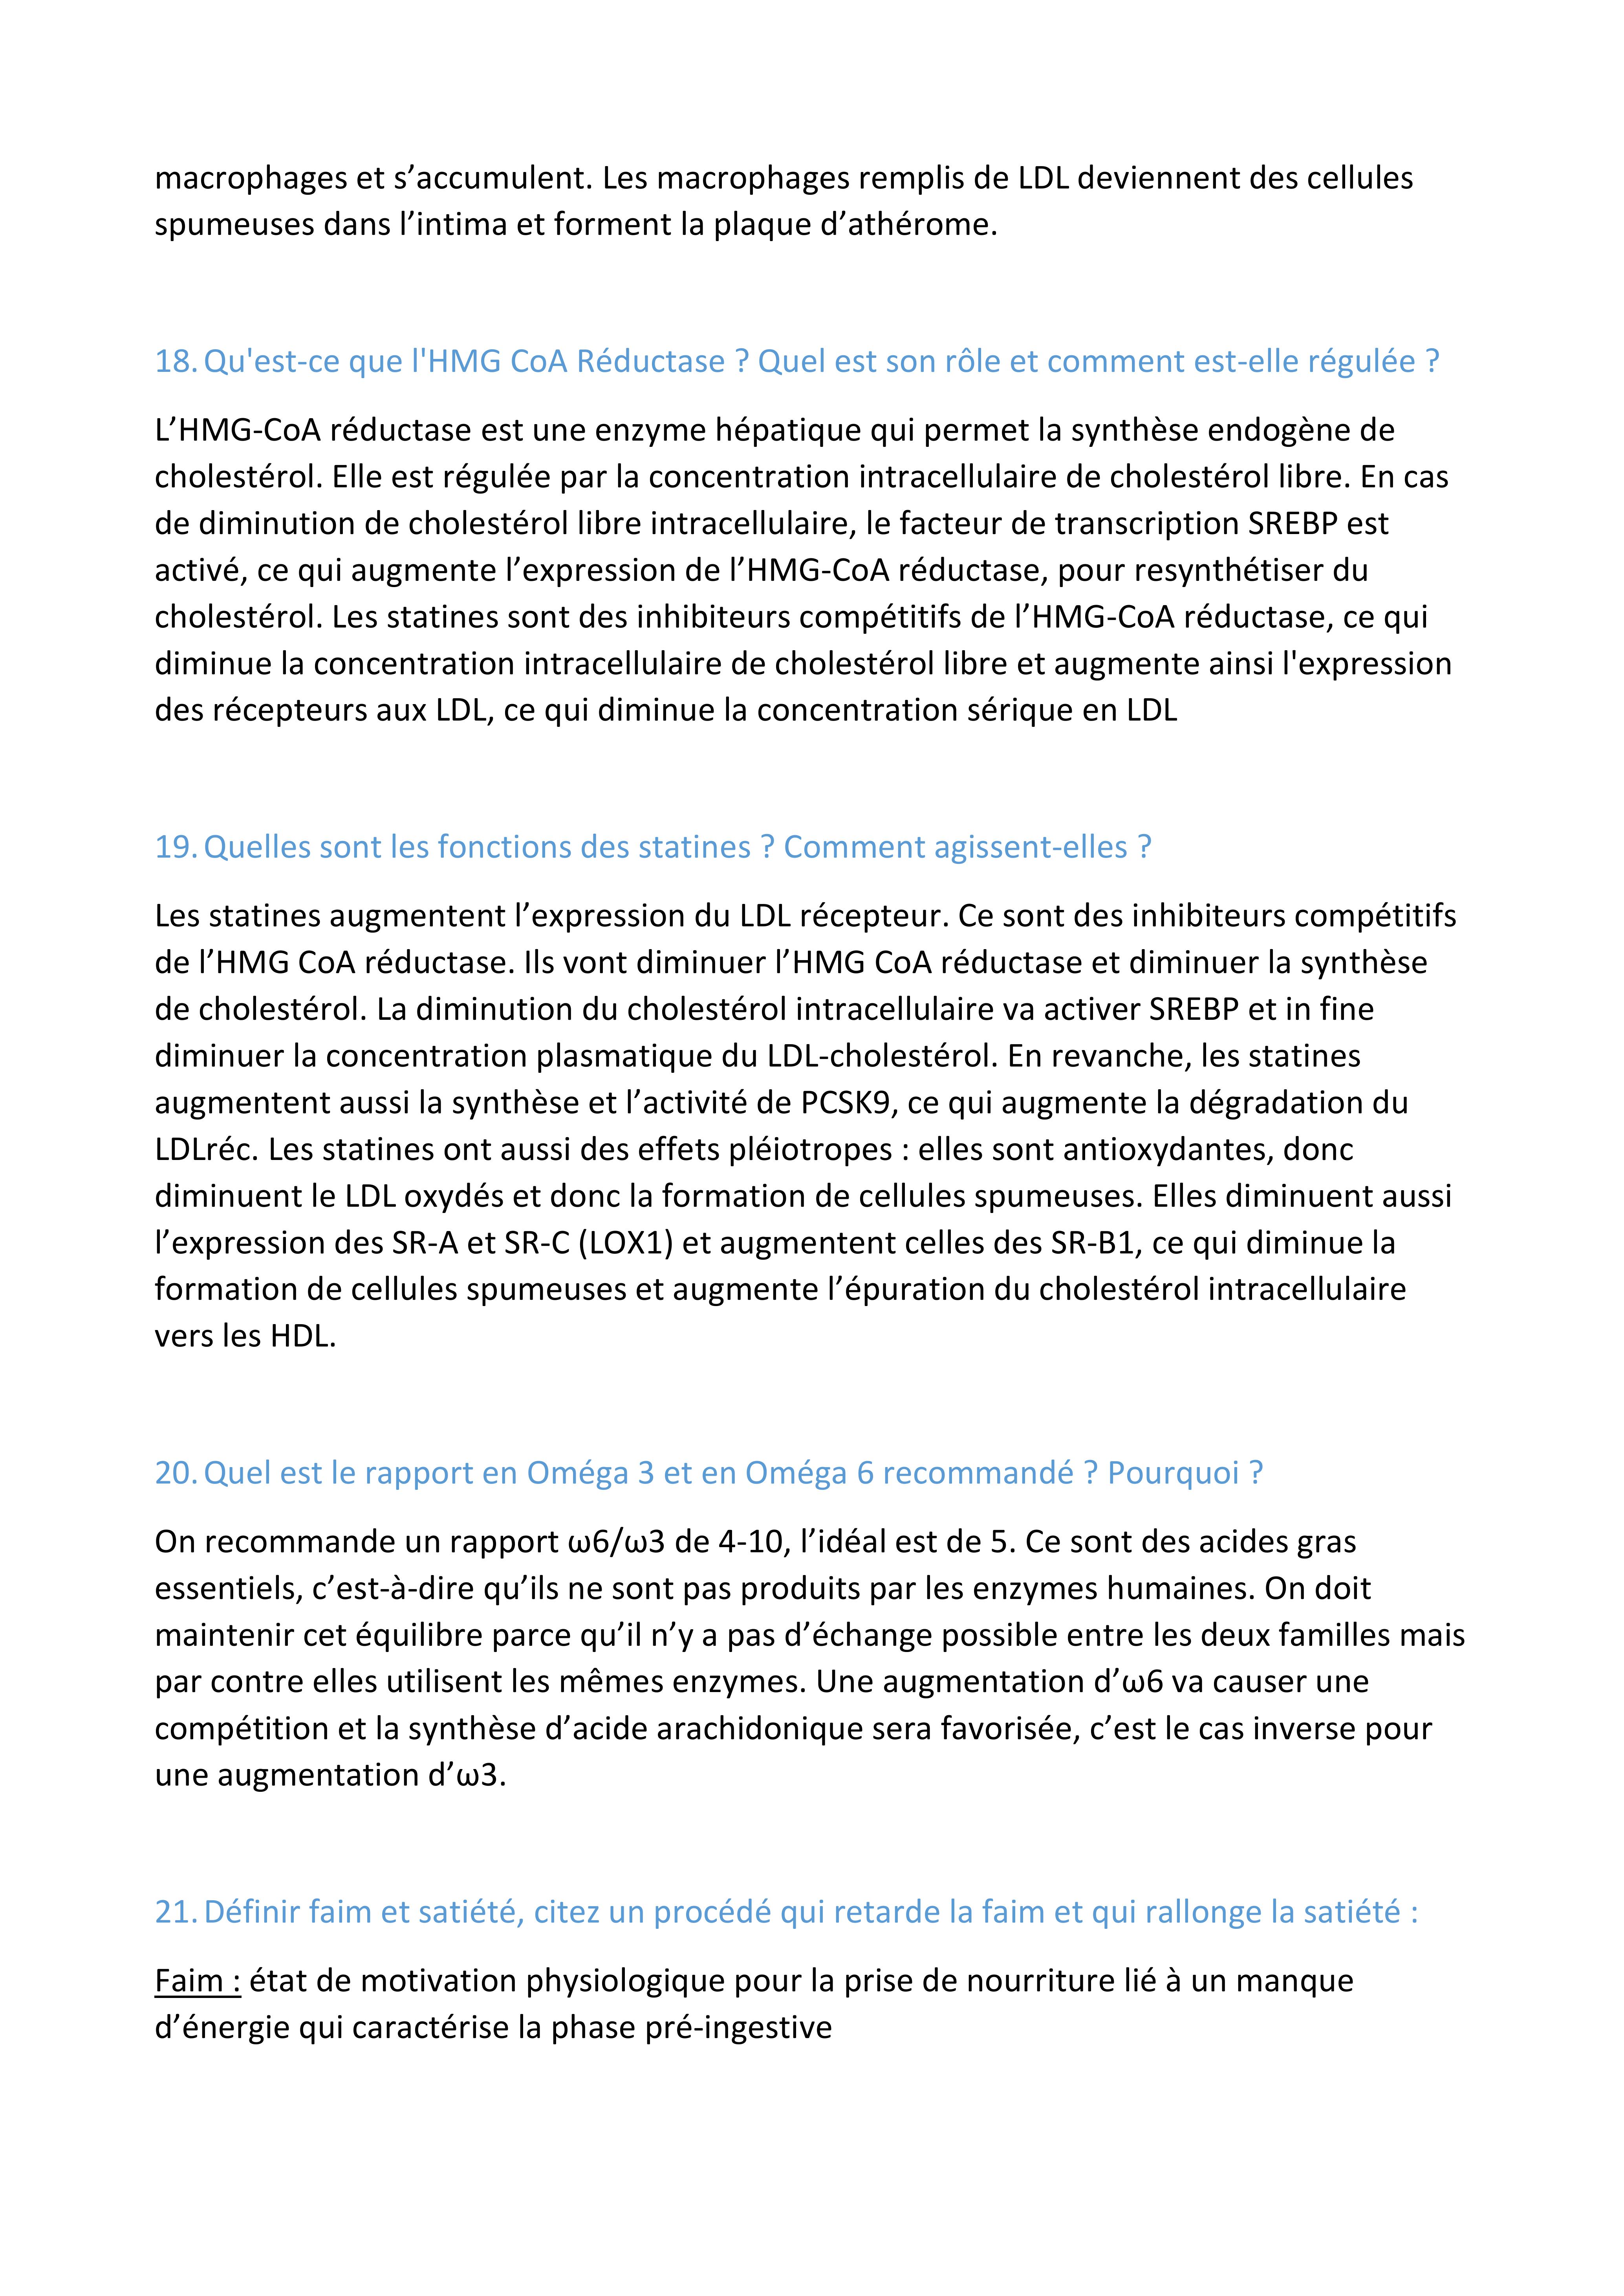 macrophages et s’accumulent. Les macrophages remplis de LDL deviennent des cellules
spumeuses dans l’intima et forment la plaque d’athérome.
18. Qu'est-ce que l'HMG CoA Réductase ? Quel est son rôle et comment est-elle régulée ?
L’HMG-CoA réductase est une enzyme hépatique qui permet la synthèse endogène de
cholestérol. Elle est régulée par la concentration intracellulaire de cholestérol libre. En cas
de diminution de cholestérol libre intracellulaire, le facteur de transcription SREBP est
activé, ce qui augmente l’expression de l’HMG-CoA réductase, pour resynthétiser du
cholestérol. Les statines sont des inhibiteurs compétitifs de l’HMG-CoA réductase, ce qui
diminue la concentration intracellulaire de cholestérol libre et augmente ainsi l'expression
des récepteurs aux LDL, ce qui diminue la concentration sérique en LDL
19. Quelles sont les fonctions des statines ? Comment agissent-elles ?
Les statines augmentent l’expression du LDL récepteur. Ce sont des inhibiteurs compétitifs
de l’HMG CoA réductase. Ils vont diminuer l’HMG CoA réductase et diminuer la synthèse
de cholestérol. La diminution du cholestérol intracellulaire va activer SREBP et in fine
diminuer la concentration plasmatique du LDL-cholestérol. En revanche, les statines
augmentent aussi la synthèse et l’activité de PCSK9, ce qui augmente la dégradation du
LDLréc. Les statines ont aussi des effets pléiotropes : elles sont antioxydantes, donc
diminuent le LDL oxydés et donc la formation de cellules spumeuses. Elles diminuent aussi
l’expression des SR-A et SR-C (LOX1) et augmentent celles des SR-B1, ce qui diminue la
formation de cellules spumeuses et augmente l’épuration du cholestérol intracellulaire
vers les HDL.
20. Quel est le rapport en Oméga 3 et en Oméga 6 recommandé ? Pourquoi ?
On recommande un rapport ω6/ω3 de 4-10, l’idéal est de 5. Ce sont des acides gras
essentiels, c’est-à-dire qu’ils ne sont pas produits par les enzymes humaines. On doit
maintenir cet équilibre parce qu’il n’y a pas d’échange possible entre les deux familles mais
par contre elles utilisent les mêmes enzymes. Une augmentation d’ω6 va causer une
compétition et la synthèse d’acide arachidonique sera favorisée, c’est le cas inverse pour
une augmentation d’ω3.
21. Définir faim et satiété, citez un procédé qui retarde la faim et qui rallonge la satiété :
Faim : état de motivation physiologique pour la prise de nourriture lié à un manque
d’énergie qui caractérise la phase pré-ingestive